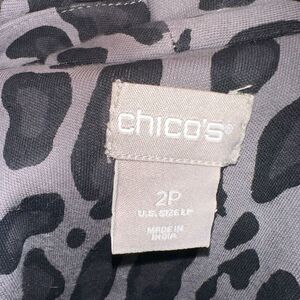 chico's®
2P
U.S. SIZE LP
MADE IN
INDIA